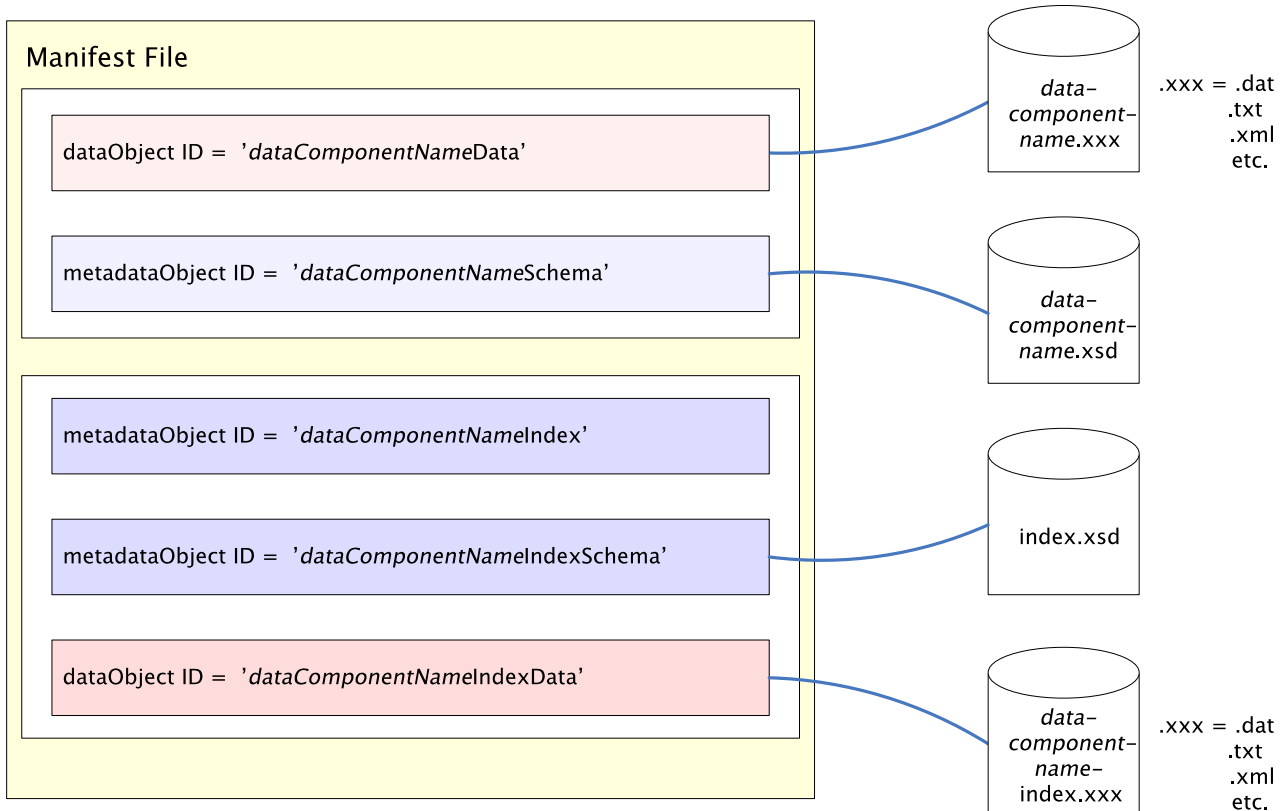 Manifest File
dataObject ID =  ’dataComponentNameData’
metadataObject ID =  ’dataComponentNameSchema’
metadataObject ID =  ’dataComponentNameIndex’
metadataObject ID =  ’dataComponentNameIndexSchema’
dataObject ID =  ’dataComponentNameIndexData’
data–
component–
name.xxx
.xxx = .dat
.txt
.xml
etc.
data–
component–
name.xsd
index.xsd
data–
component–
name–
index.xxx
.xxx = .dat
.txt
.xml
etc.